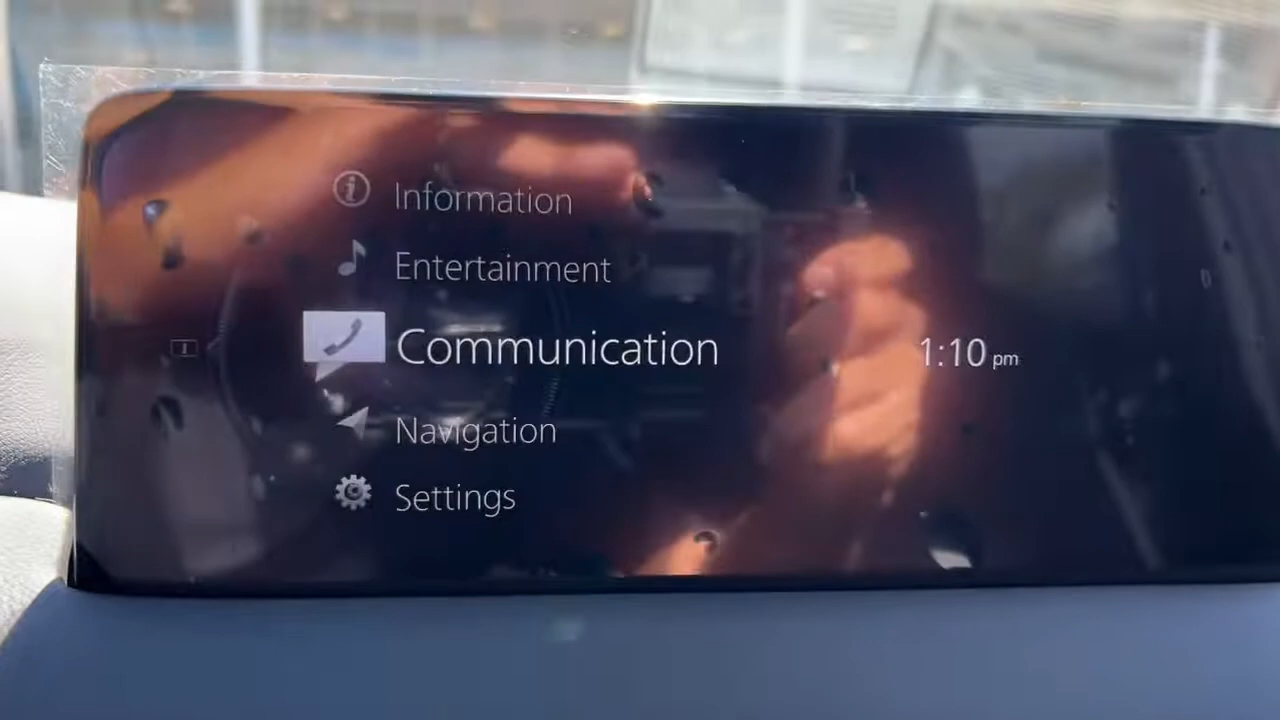 Information
Entertainment
Communication
1:10 pm
Navigation
Settings